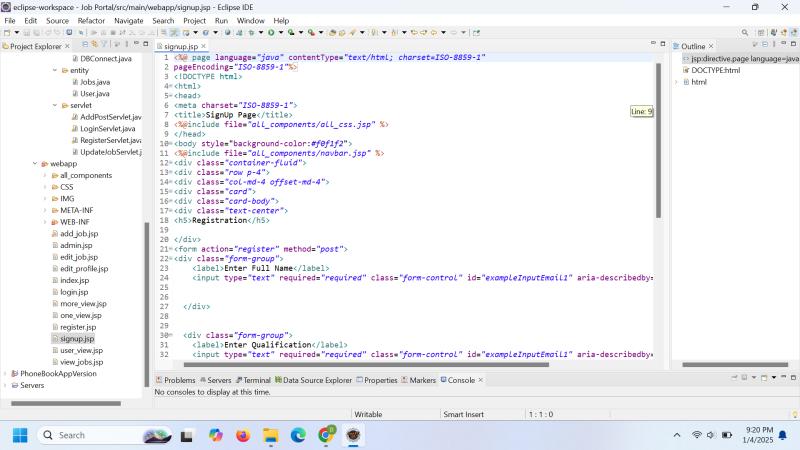 eclipse-workspace - Job Portal/src/main/webapp/signup.jsp - Eclipse IDE
File Edit Source Refactor Navigate Search Project Run Window Help
Project Explorer
DBConnect.java
entity
Jobs.java
User.java
servlet
AddPostServlet.java
LoginServlet.java
RegisterServlet.java
UpdateJobServlet.ja
webapp
all_components
CSS
IMG
META-INF
WEB-INF
add_job.jsp
admin.jsp
edit_job.jsp
edit_profile.jsp
index.jsp
login.jsp
more_view.jsp
one_view.jsp
register.jsp
signup.jsp
user_view.jsp
view_jobs.jsp
PhoneBookAppVersion
Servers
signup.jsp
1 <%@ page language="java" contentType="text/html; charset=ISO-8859-1"
2 pageEncoding="ISO-8859-1"%>
3 <!DOCTYPE html>
4 <html>
5 <head>
6 <meta charset="ISO-8859-1">
7 <title>SignUp Page</title>
8 <%@include file="all_components/all_css.jsp" %>
9 </head>
10 <body style="background-color:#f0f1f2">
11 <%@include file="all_components/navbar.jsp" %>
12 <div class="container-fluid">
13 <div class="row p-4">
14 <div class="col-md-4 offset-md-4">
15 <div class="card">
16 <div class="card-body">
17 <div class="text-center">
18 <h5>Registration</h5>
19
20 </div>
21 <form action="register" method="post">
22 <div class="form-group">
23 <label>Enter Full Name</label>
24 <input type="text" required="required" class="form-control" id="exampleInputEmail1" aria-describedby=
25
26
27 </div>
28
29
30 <div class="form-group">
31 <label>Enter Qualification</label>
32 <input type="text" required="required" class="form-control" id="exampleInputEmail1" aria-describedby=
Line: 9
Outline
jsp:directive.page language=java
DOCTYPE:html
html
Problems Servers Terminal Data Source Explorer Properties Markers Console
No consoles to display at this time.
Writable Smart Insert 1 : 1 : 0
Search
9:20 PM
1/4/2025